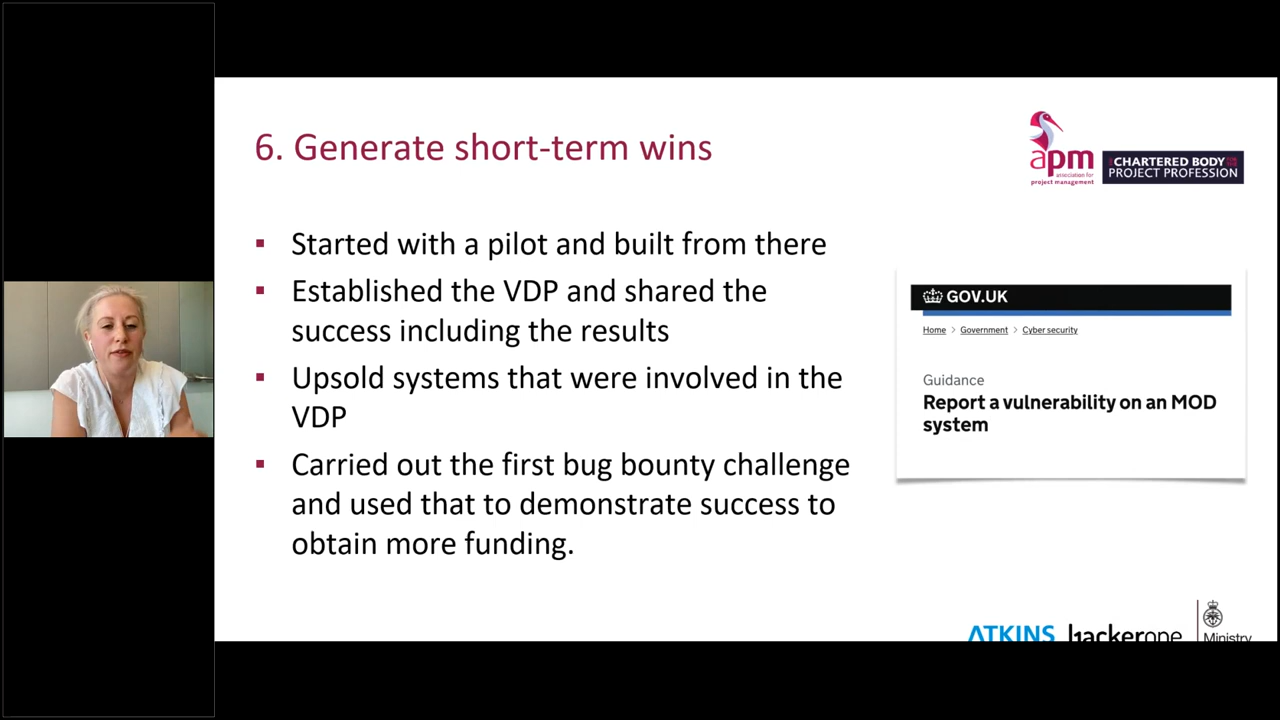 6. Generate short-term wins
apm
association for
project management
CHARTERED BODY FOR THE
PROJECT PROFESSION
▪ Started with a pilot and built from there
▪ Established the VDP and shared the
success including the results
▪ Upsold systems that were involved in the
VDP
▪ Carried out the first bug bounty challenge
and used that to demonstrate success to
obtain more funding.
GOV.UK
Home > Government > Cyber security
Guidance
Report a vulnerability on an MOD
system
ATKINS
hackerone
Ministry